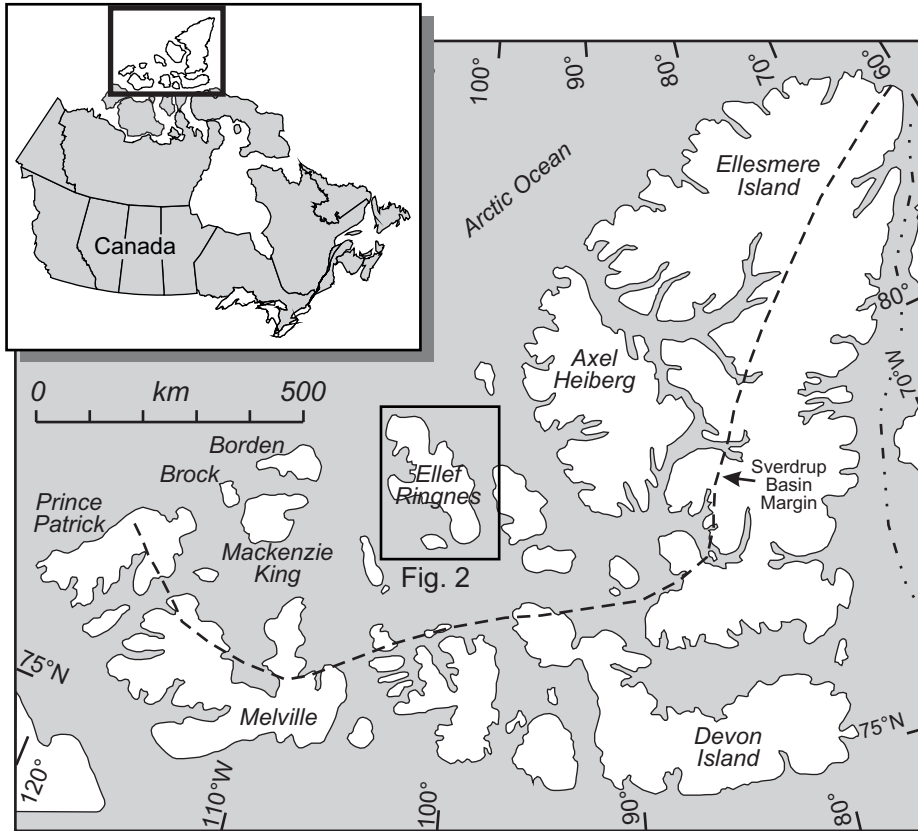 Canada
100°
90°
80°
70°
60°
Arctic Ocean
Ellesmere
Island
80°
70°W
Axel
Heiberg
0 km 500
Borden
Brock
Ellef
Ringnes
Prince
Patrick
Mackenzie
King
Sverdrup
Basin
Margin
Fig. 2
75°N
Melville
Devon
Island
75°N
120°
110°W
100°
90°
80°